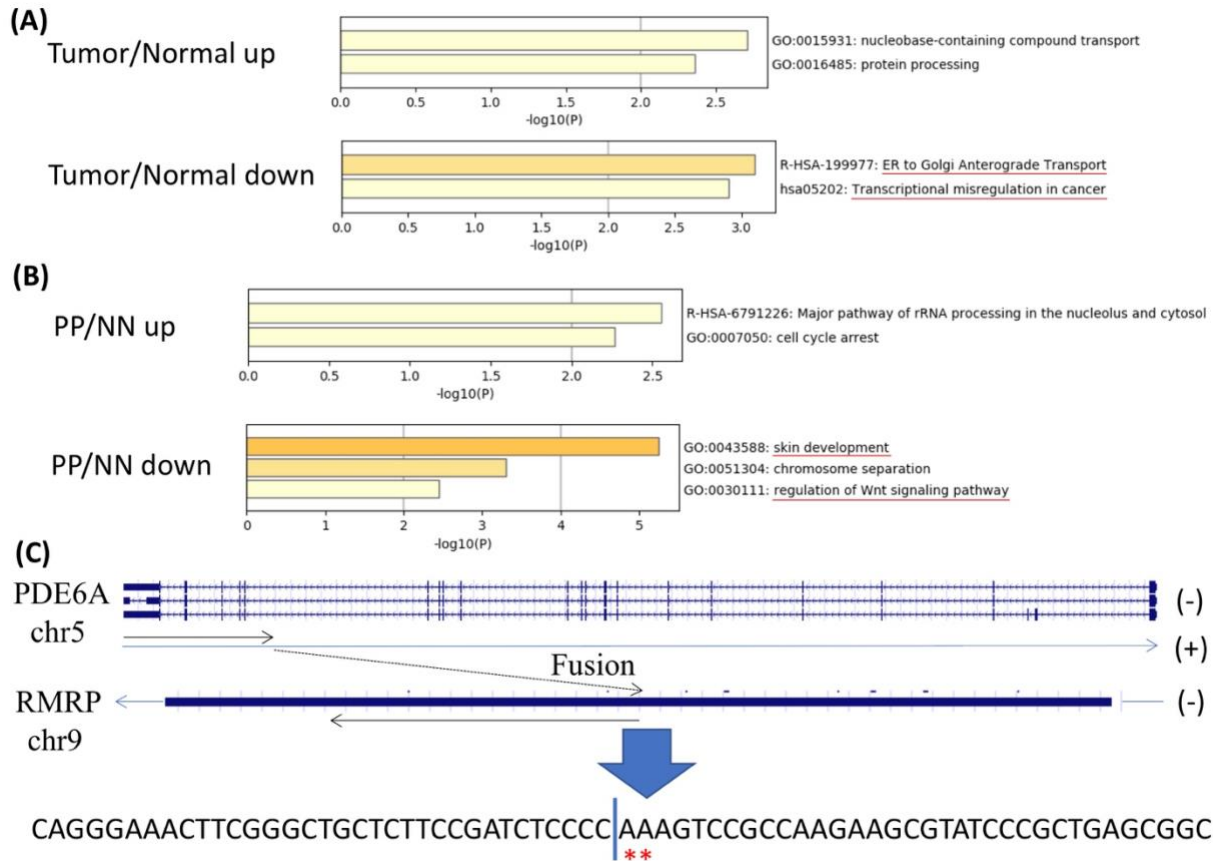 (A)
Tumor/Normal up
GO:0015931: nucleobase-containing compound transport
GO:0016485: protein processing
0.0 0.5 1.0 1.5 2.0 2.5
-log10(P)
Tumor/Normal down
R-HSA-199977: ER to Golgi Anterograde Transport
hsa05202: Transcriptional misregulation in cancer
0.0 0.5 1.0 1.5 2.0 2.5 3.0
-log10(P)
(B)
PP/NN up
R-HSA-6791226: Major pathway of rRNA processing in the nucleolus and cytosol
GO:0007050: cell cycle arrest
0.0 0.5 1.0 1.5 2.0 2.5
-log10(P)
PP/NN down
GO:0043588: skin development
GO:0051304: chromosome separation
GO:0030111: regulation of Wnt signaling pathway
0 1 2 3 4 5
-log10(P)
(C)
PDE6A
chr5
(-)
(+)
Fusion
RMRP
chr9
(-)
CAGGGAAACTTCGGGCTGCTCTTCCGATCTCCCC AAAGTCCGCCAAGAAGCGTATCCCGCTGAGCGGC
**